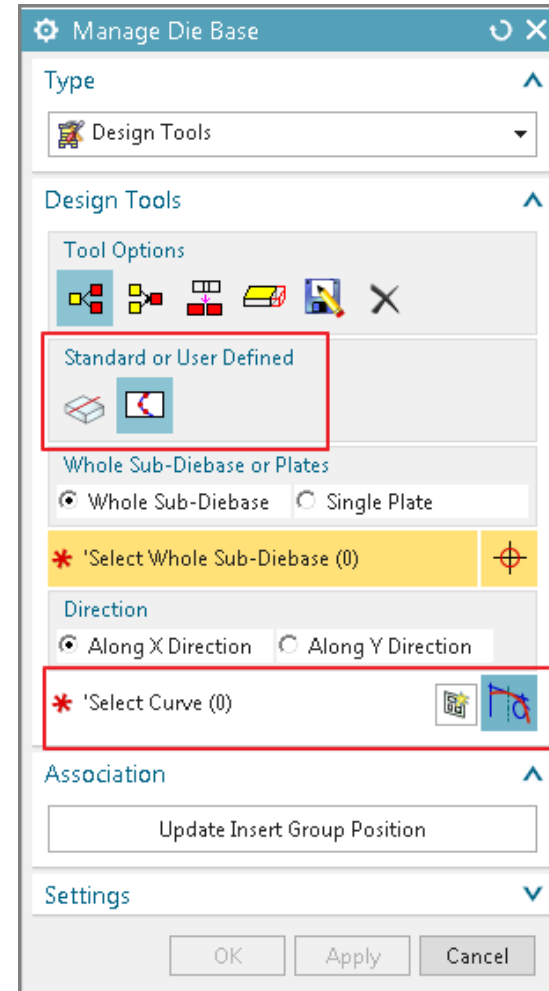 Manage Die Base
Type
Design Tools
Design Tools
Tool Options
Standard or User Defined
Whole Sub-Diebase or Plates
Whole Sub-Diebase Single Plate
* 'Select Whole Sub-Diebase (0)
Direction
Along X Direction Along Y Direction
* 'Select Curve (0)
Association
Update Insert Group Position
Settings
OK Apply Cancel